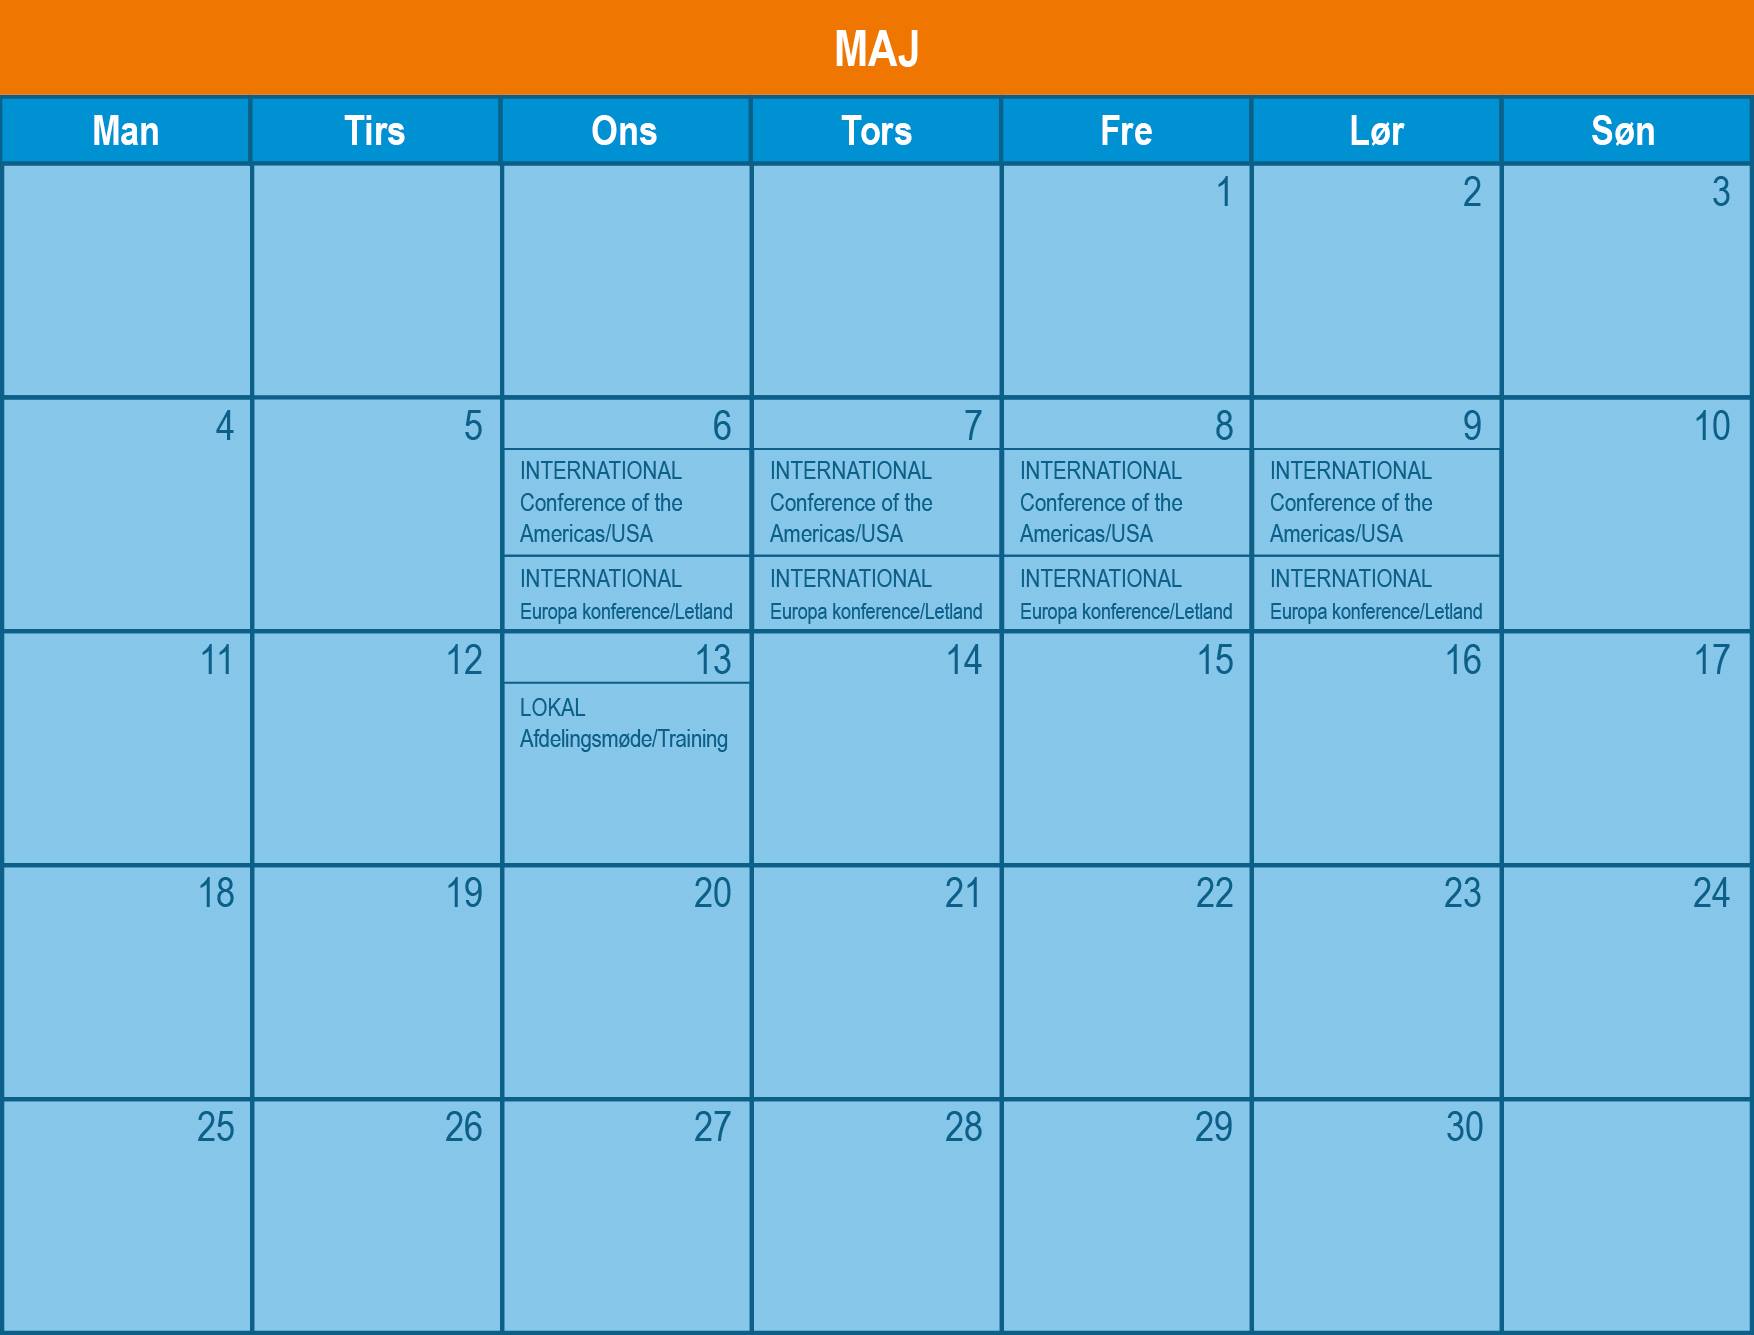 MAJ
Man Tirs Ons Tors Fre Lør Søn
1 2 3
4 5 6 7 8 9 10
INTERNATIONAL
Conference of the
Americas/USA
INTERNATIONAL
Europa konference/Letland
INTERNATIONAL
Conference of the
Americas/USA
INTERNATIONAL
Europa konference/Letland
INTERNATIONAL
Conference of the
Americas/USA
INTERNATIONAL
Europa konference/Letland
INTERNATIONAL
Conference of the
Americas/USA
INTERNATIONAL
Europa konference/Letland
11 12 13 14 15 16 17
LOKAL
Afdelingsmøde/Training
18 19 20 21 22 23 24
25 26 27 28 29 30